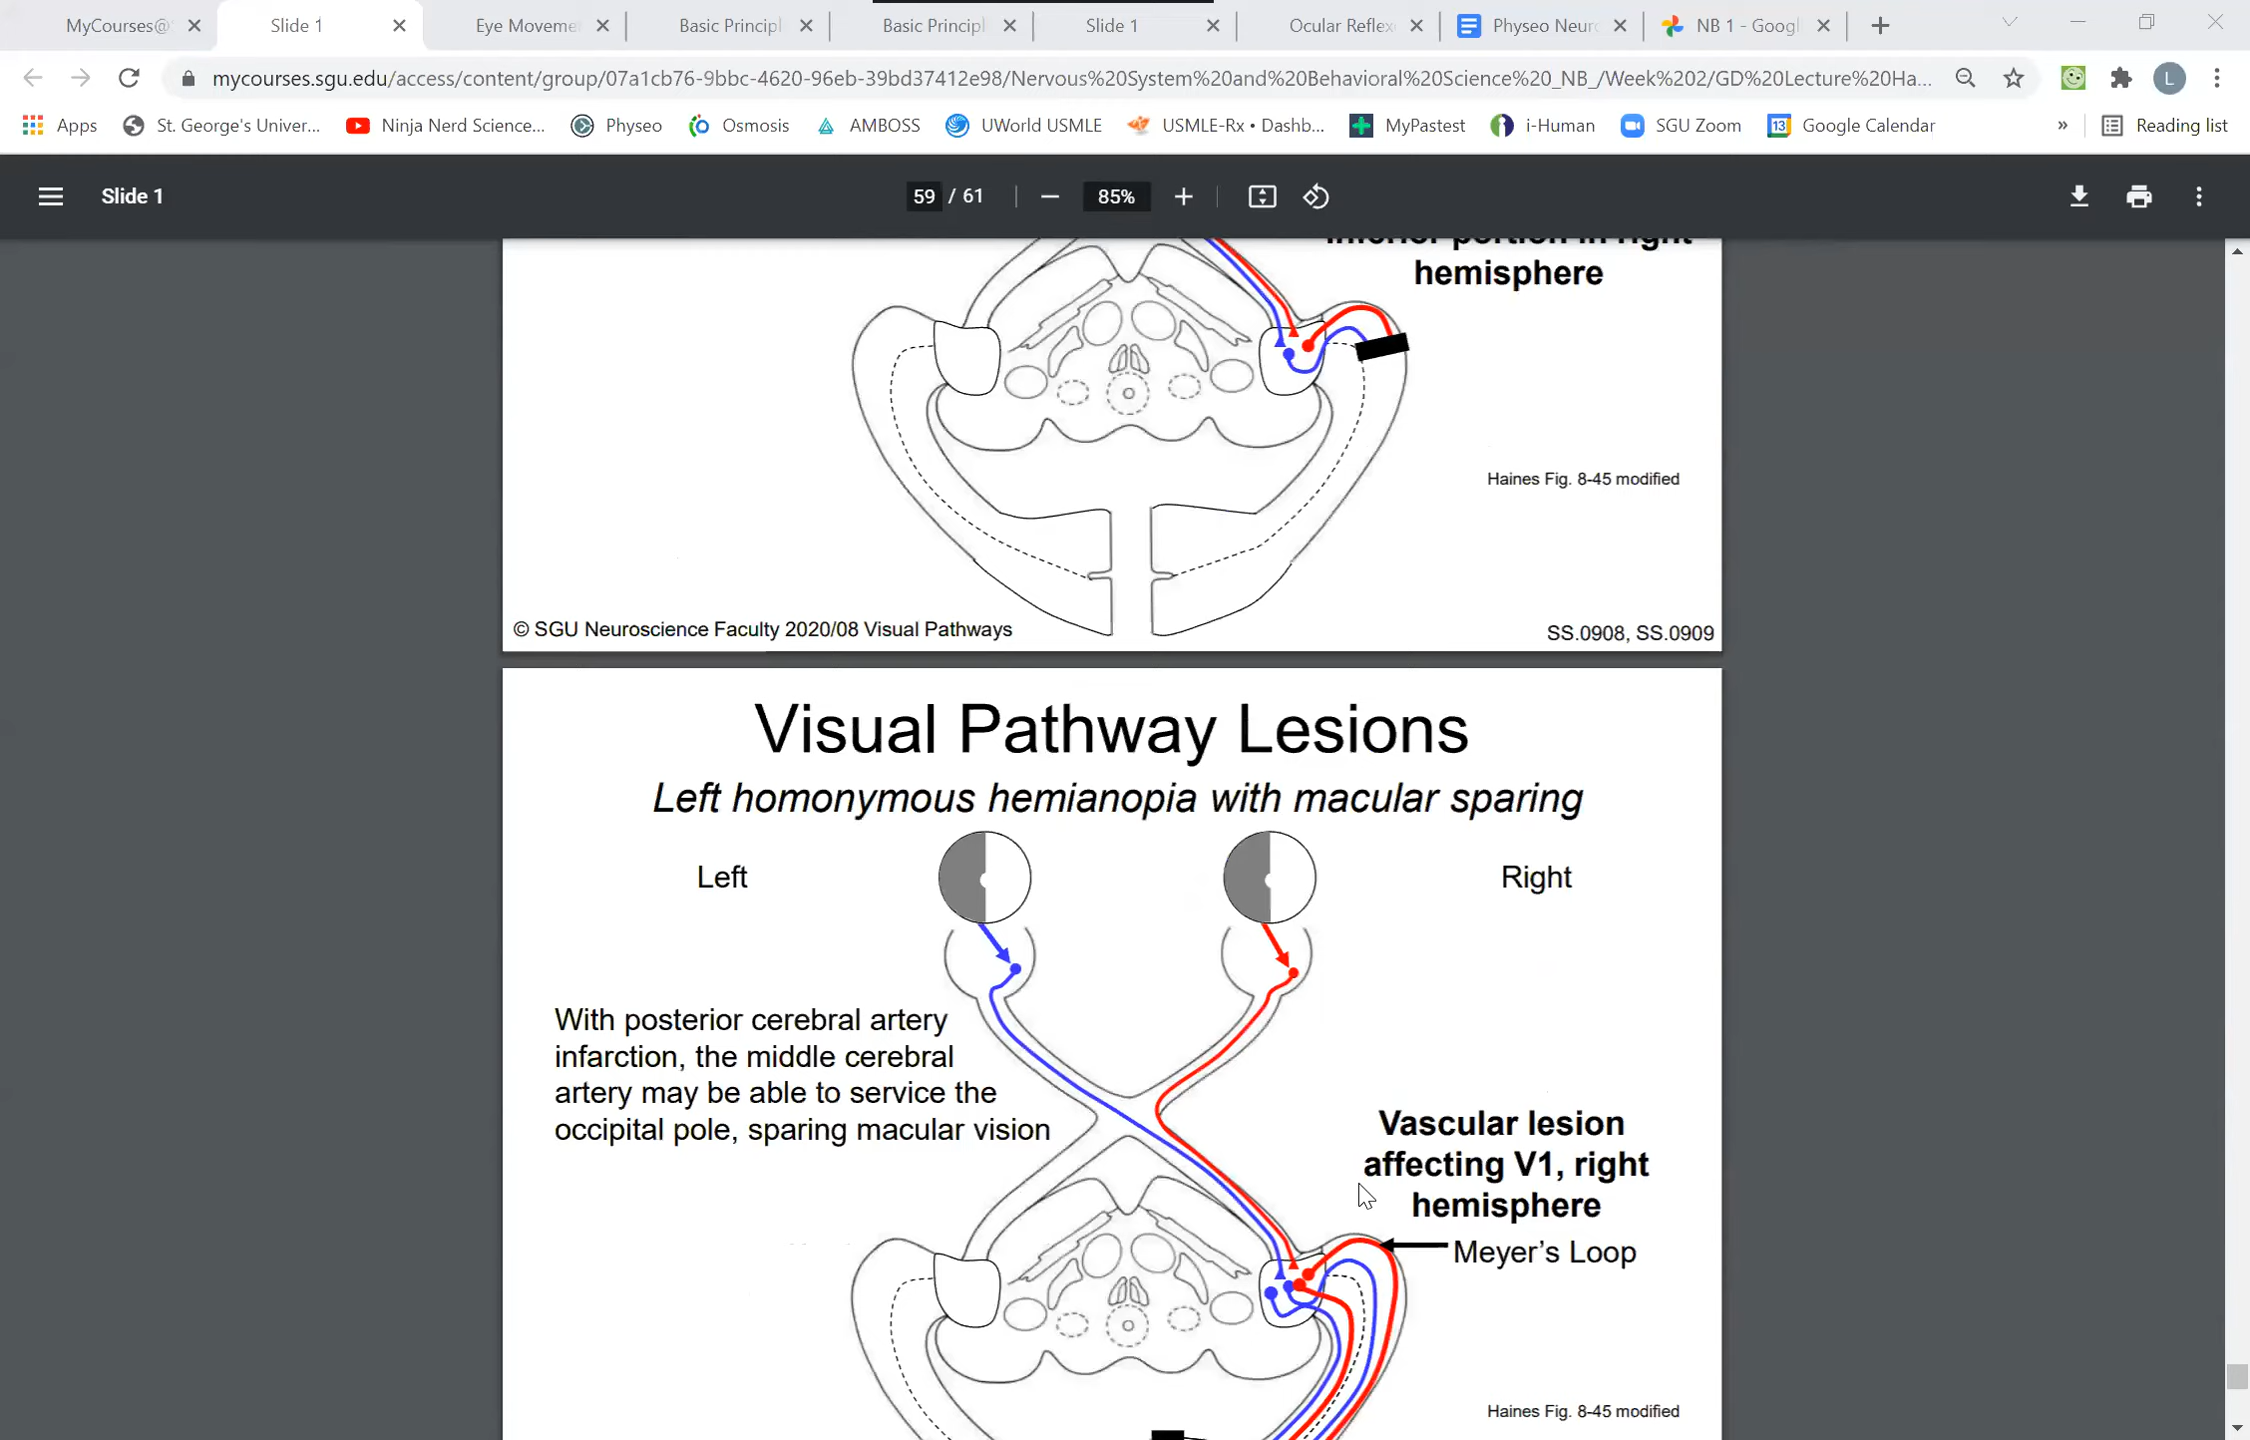 MyCourses@
Slide 1
Eye Moveme
Basic Principl
Basic Principl
Slide 1
Ocular Reflex
Physeo Neuro
NB 1 - Googl
mycourses.sgu.edu/access/content/group/07a1cb76-9bbc-4620-96eb-39bd37412e98/Nervous%20System%20and%20Behavioral%20Science%20_NB_/Week%202/GD%20Lecture%20Ha...
L
Apps
St. George's Univer...
Ninja Nerd Science...
Physeo
Osmosis
AMBOSS
UWorld USMLE
USMLE-Rx • Dashb...
MyPastest
i-Human
SGU Zoom
13
Google Calendar
»
Reading list
Slide 1
59 / 61
85%
inferior portion in right
hemisphere
Haines Fig. 8-45 modified
© SGU Neuroscience Faculty 2020/08 Visual Pathways
SS.0908, SS.0909
Visual Pathway Lesions
Left homonymous hemianopia with macular sparing
Left
Right
With posterior cerebral artery
infarction, the middle cerebral
artery may be able to service the
occipital pole, sparing macular vision
Vascular lesion
affecting V1, right
hemisphere
Meyer's Loop
Haines Fig. 8-45 modified